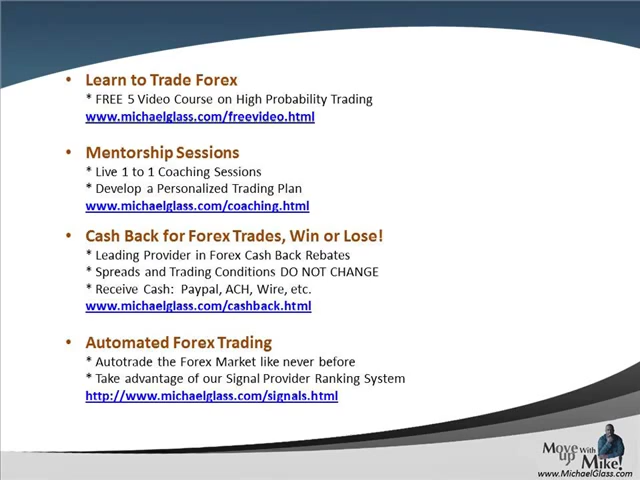 • Learn to Trade Forex
* FREE 5 Video Course on High Probability Trading
www.michaelglass.com/freevideo.html
• Mentorship Sessions
* Live 1 to 1 Coaching Sessions
* Develop a Personalized Trading Plan
www.michaelglass.com/coaching.html
• Cash Back for Forex Trades, Win or Lose!
* Leading Provider in Forex Cash Back Rebates
* Spreads and Trading Conditions DO NOT CHANGE
* Receive Cash: Paypal, ACH, Wire, etc.
www.michaelglass.com/cashback.html
• Automated Forex Trading
* Autotrade the Forex Market like never before
* Take advantage of our Signal Provider Ranking System
http://www.michaelglass.com/signals.html
Move up With Mike!
www.MichaelGlass.com